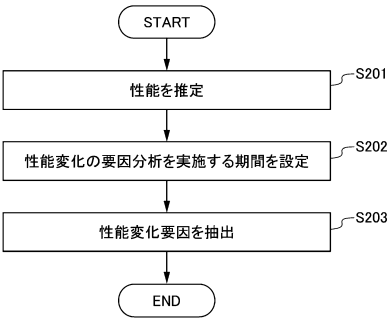 START
性能を推定
S201
性能変化の要因分析を実施する期間を設定
S202
性能変化要因を抽出
S203
END